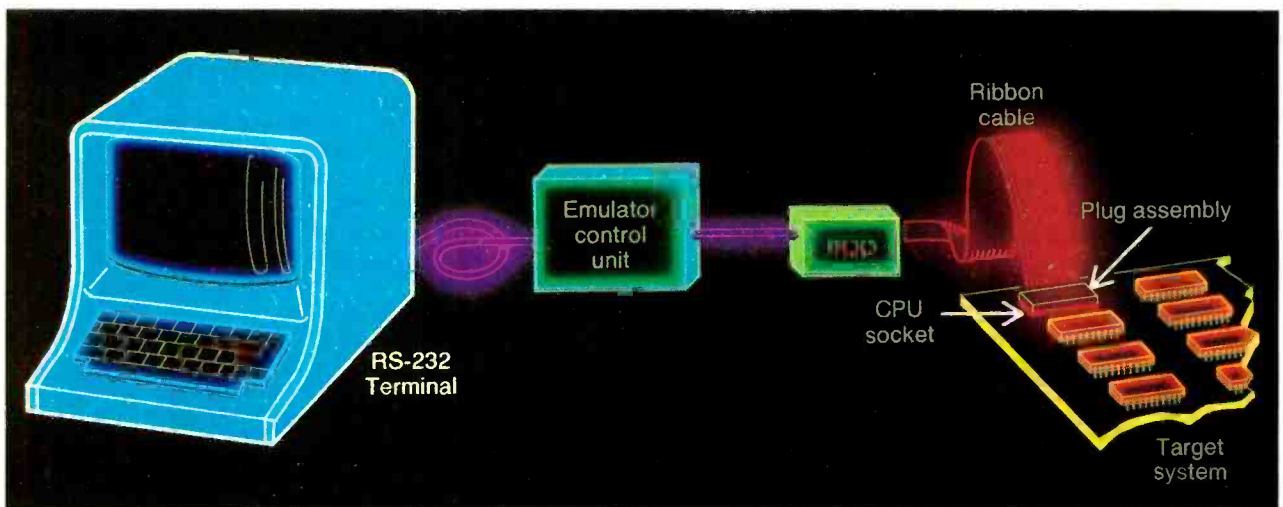 Ribbon
cable
Emulator
control
unit
Plug assembly
CPU
socket
RS-232
Terminal
Target
system